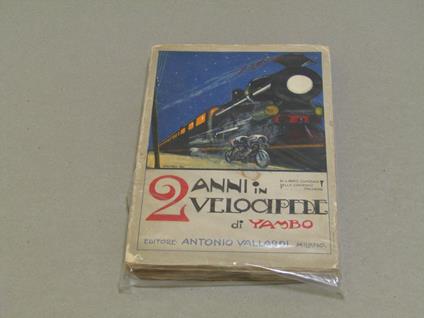 2 ANNI in
VELOCIPEDE
di YAMBO
EDITORE ANTONIO VALLARDI MILANO